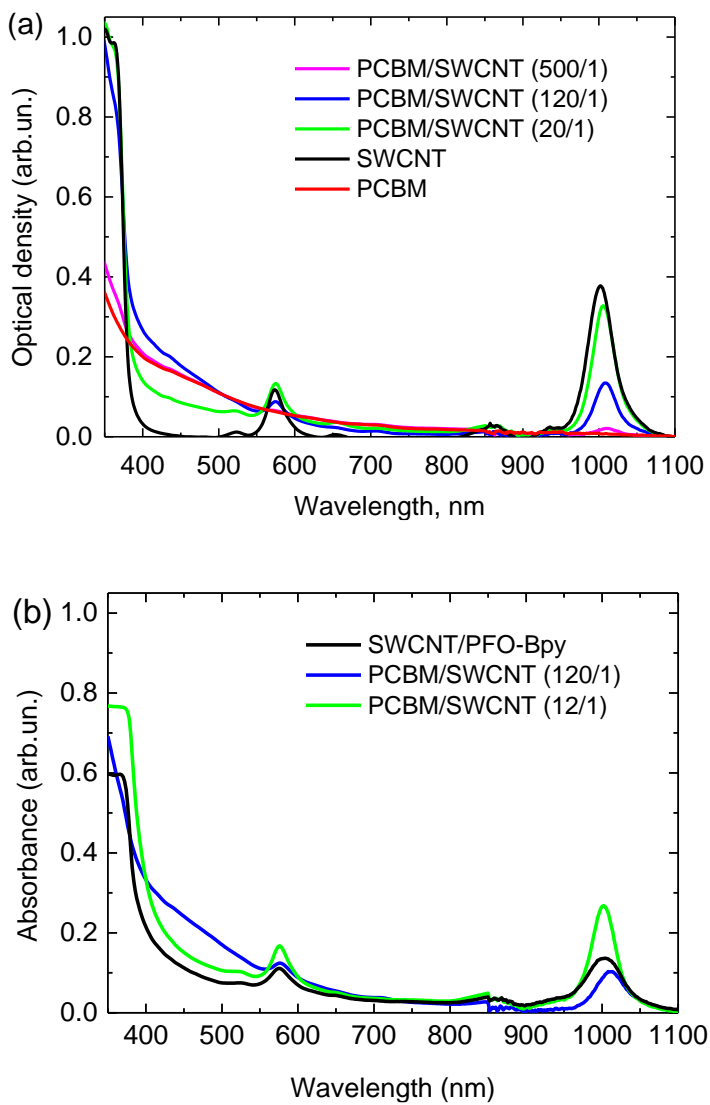 (a)
PCBM/SWCNT (500/1)
PCBM/SWCNT (120/1)
PCBM/SWCNT (20/1)
SWCNT
PCBM
Optical density (arb.un.)
1.0
0.8
0.6
0.4
0.2
0.0
400 500 600 700 800 900 1000 1100
Wavelength, nm
(b)
SWCNT/PFO-Bpy
PCBM/SWCNT (120/1)
PCBM/SWCNT (12/1)
Absorbance (arb.un.)
1.0
0.8
0.6
0.4
0.2
0.0
400 500 600 700 800 900 1000 1100
Wavelength (nm)